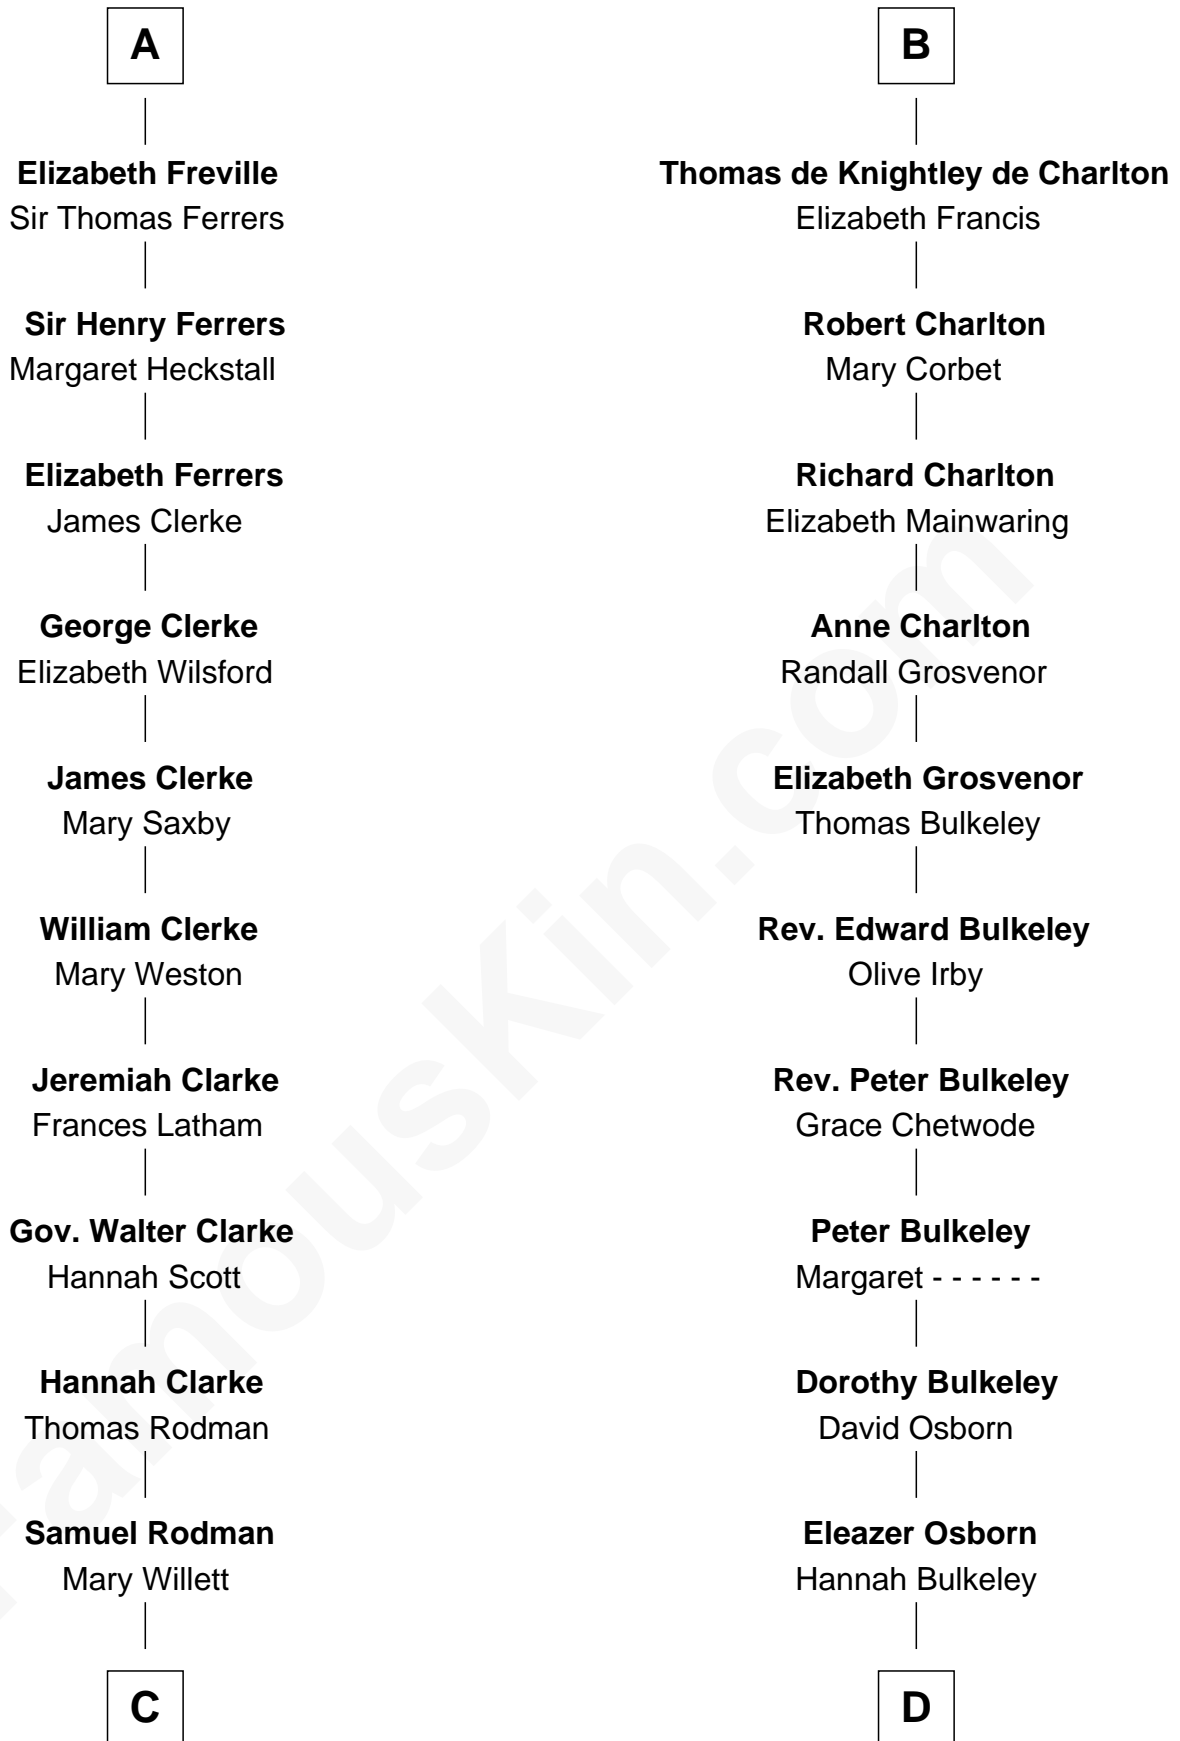 A
Elizabeth Freville
Sir Thomas Ferrers
Sir Henry Ferrers
Margaret Heckstall
Elizabeth Ferrers
James Clerke
George Clerke
Elizabeth Wilsford
James Clerke
Mary Saxby
William Clerke
Mary Weston
Jeremiah Clarke
Frances Latham
Gov. Walter Clarke
Hannah Scott
Hannah Clarke
Thomas Rodman
Samuel Rodman
Mary Willett
C
B
Thomas de Knightley de Charlton
Elizabeth Francis
Robert Charlton
Mary Corbet
Richard Charlton
Elizabeth Mainwaring
Anne Charlton
Randall Grosvenor
Elizabeth Grosvenor
Thomas Bulkeley
Rev. Edward Bulkeley
Olive Irby
Rev. Peter Bulkeley
Grace Chetwode
Peter Bulkeley
Margaret - - - - - -
Dorothy Bulkeley
David Osborn
Eleazer Osborn
Hannah Bulkeley
D
FamousKin.com